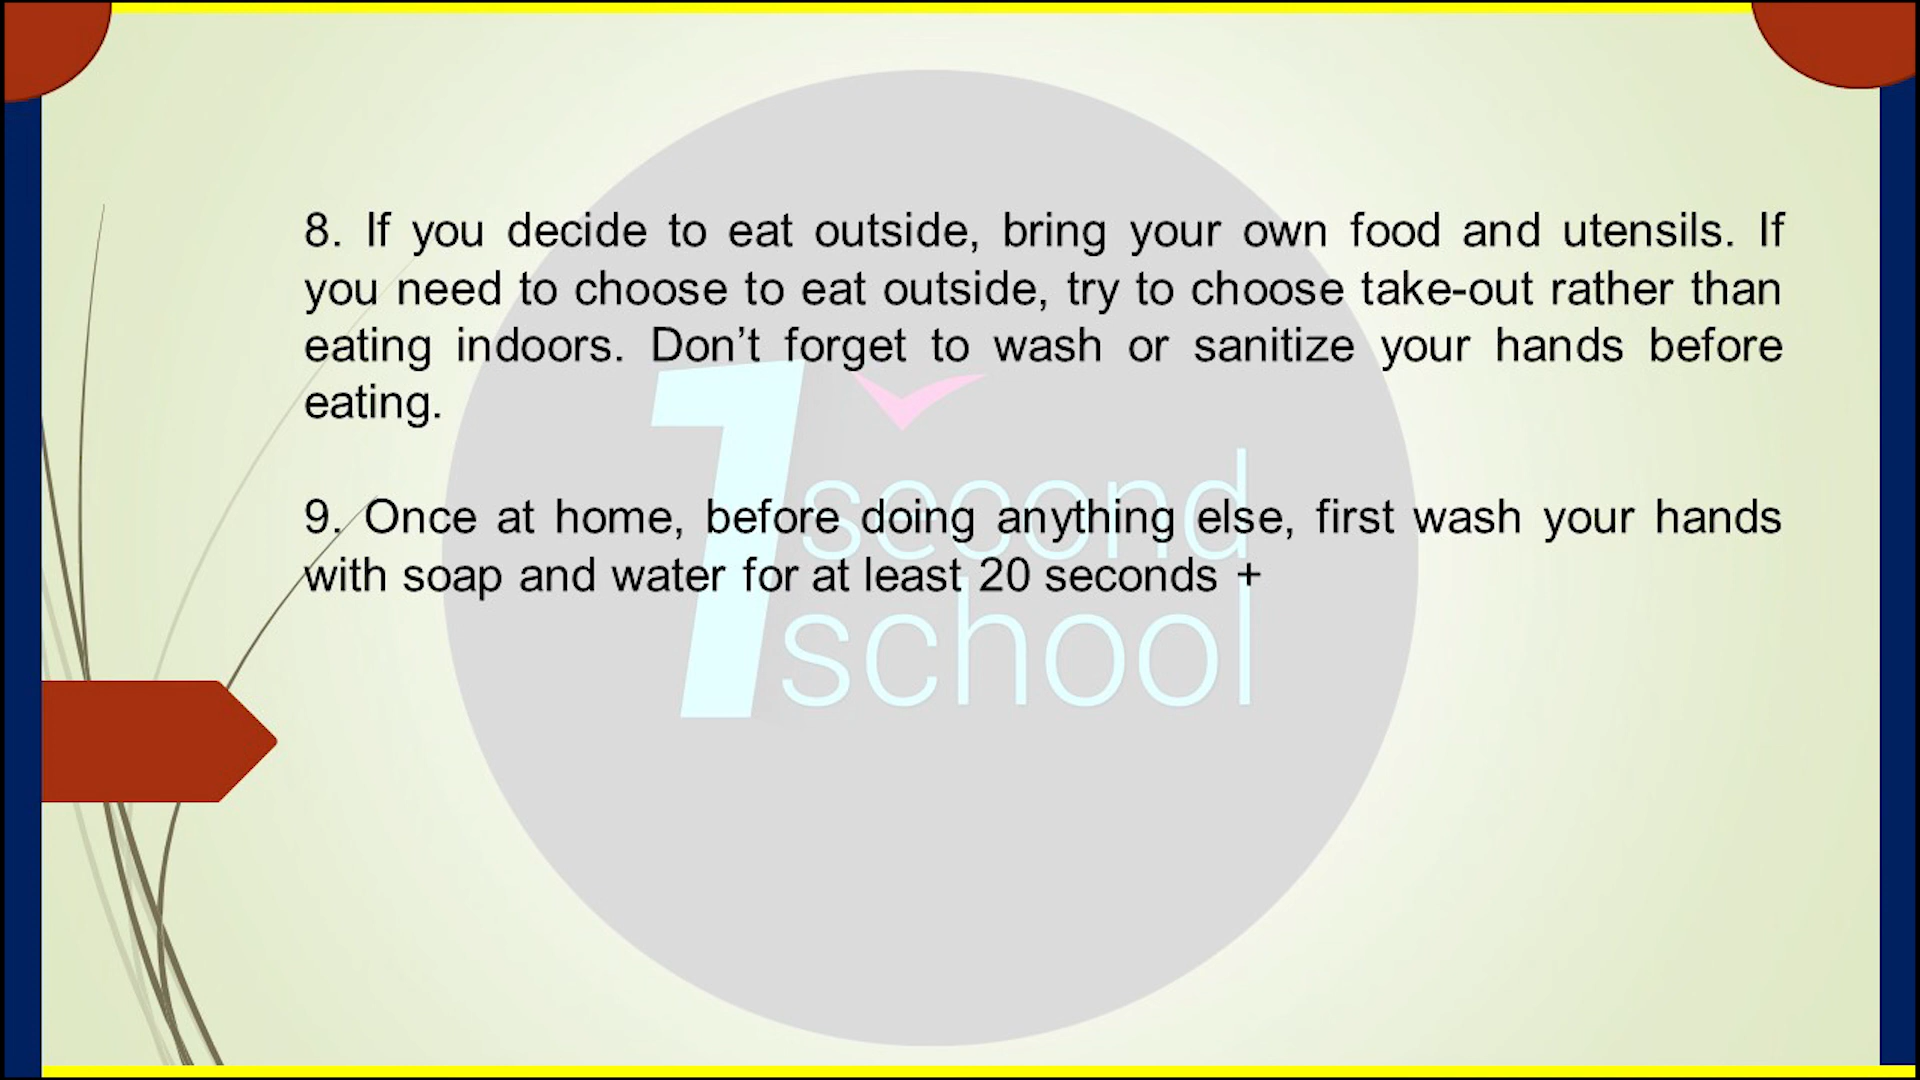 8. If you decide to eat outside, bring your own food and utensils. If
you need to choose to eat outside, try to choose take-out rather than
eating indoors. Don’t forget to wash or sanitize your hands before
eating.
9. Once at home, before doing anything else, first wash your hands
with soap and water for at least 20 seconds +
1 second
school